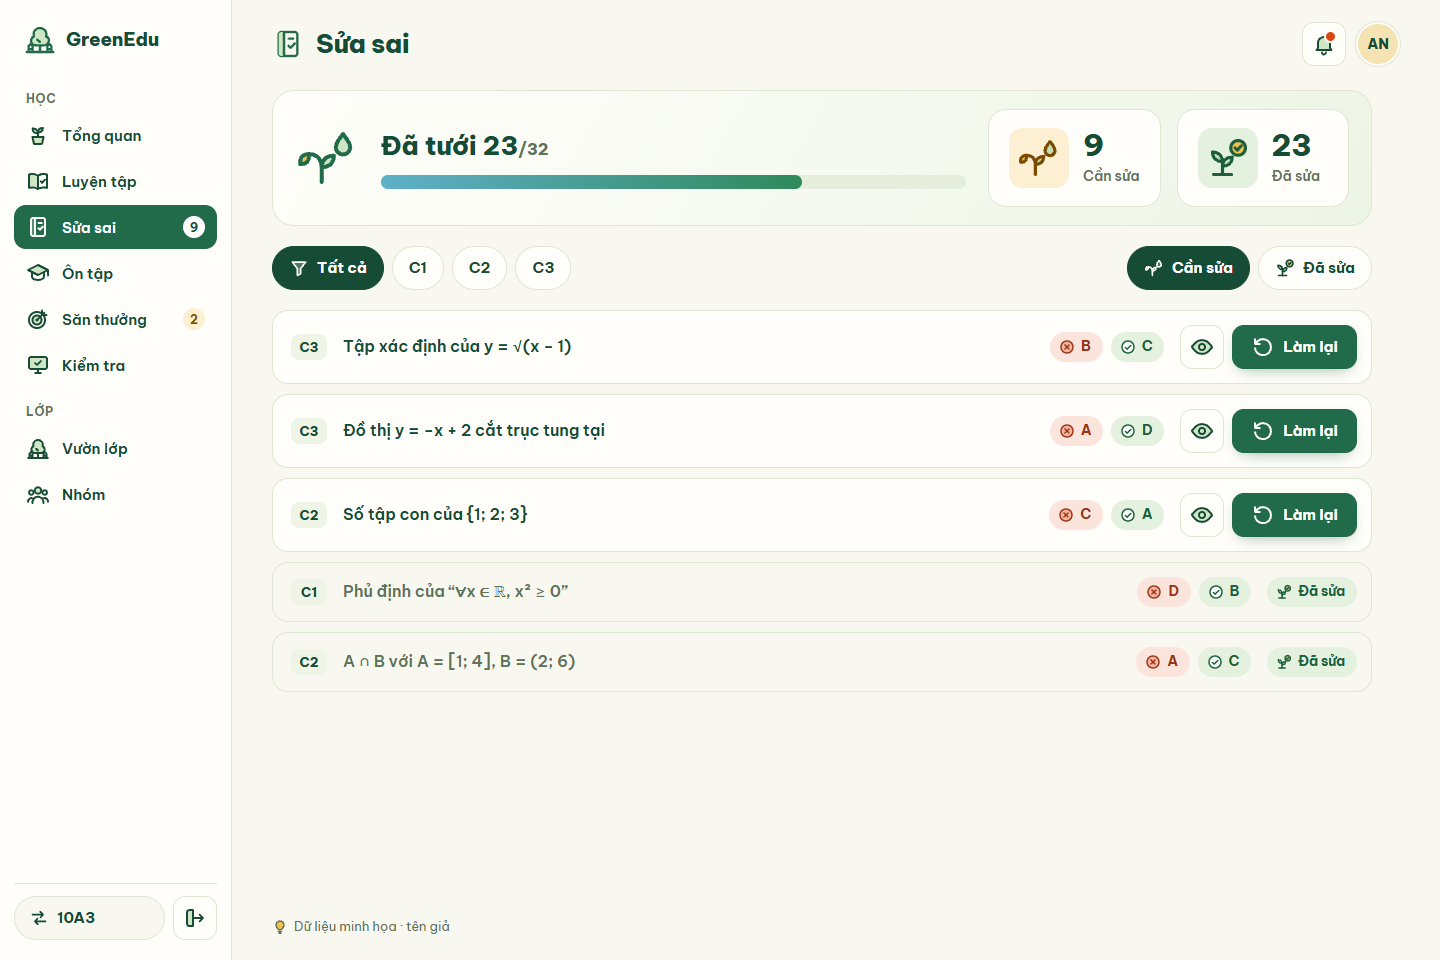 GreenEdu
HỌC
Tổng quan
Luyện tập
Sửa sai 9
Ôn tập
Săn thưởng 2
Kiểm tra
LỚP
Vườn lớp
Nhóm
10A3
Sửa sai
AN
Đã tưới 23/32
9
Cần sửa
23
Đã sửa
Tất cả C1 C2 C3 Cần sửa Đã sửa
C3 Tập xác định của y = √(x − 1) B C Làm lại
C3 Đồ thị y = −x + 2 cắt trục tung tại A D Làm lại
C2 Số tập con của {1; 2; 3} C A Làm lại
C1 Phủ định của “∀x ∈ ℝ, x² ≥ 0” D B Đã sửa
C2 A ∩ B với A = [1; 4], B = (2; 6) A C Đã sửa
Dữ liệu minh họa · tên giả